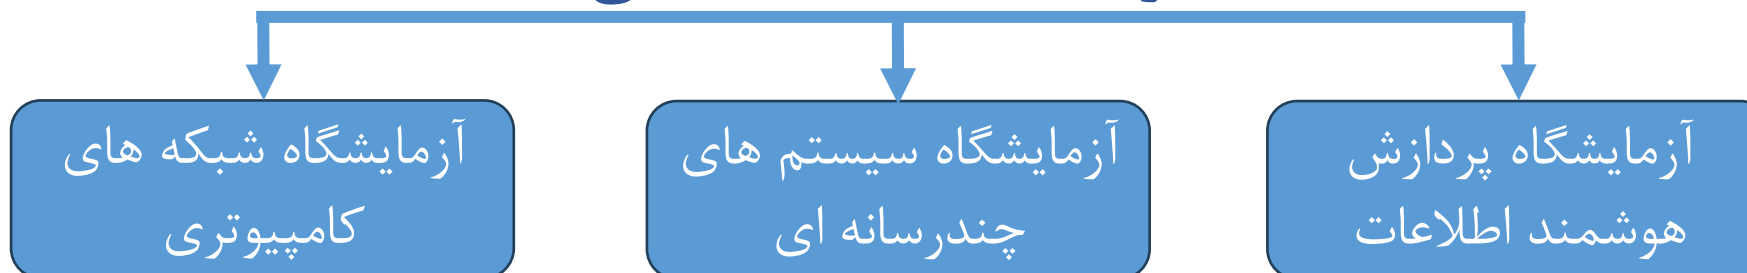 آزمایشگاه پردازش
هوشمند اطلاعات
آزمایشگاه سیستم های
چندرسانه ای
آزمایشگاه شبکه های
کامپیوتری